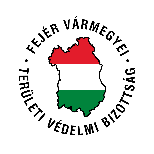 • FEJÉR VÁRMEGYEI •
TERÜLETI VÉDELMI BIZOTTSÁG